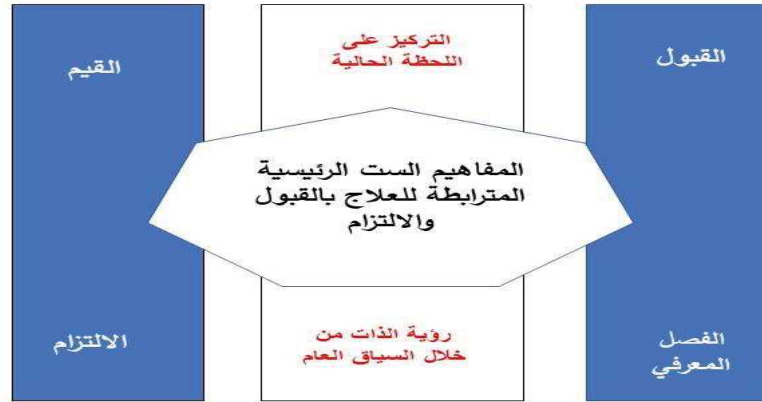 القبول
التركيز على
اللحظة الحالية
القيم
المفاهيم الست الرئيسية
المترابطة للعلاج بالقبول
والالتزام
الفصل
المعرفي
رؤية الذات من
خلال السياق العام
الالتزام